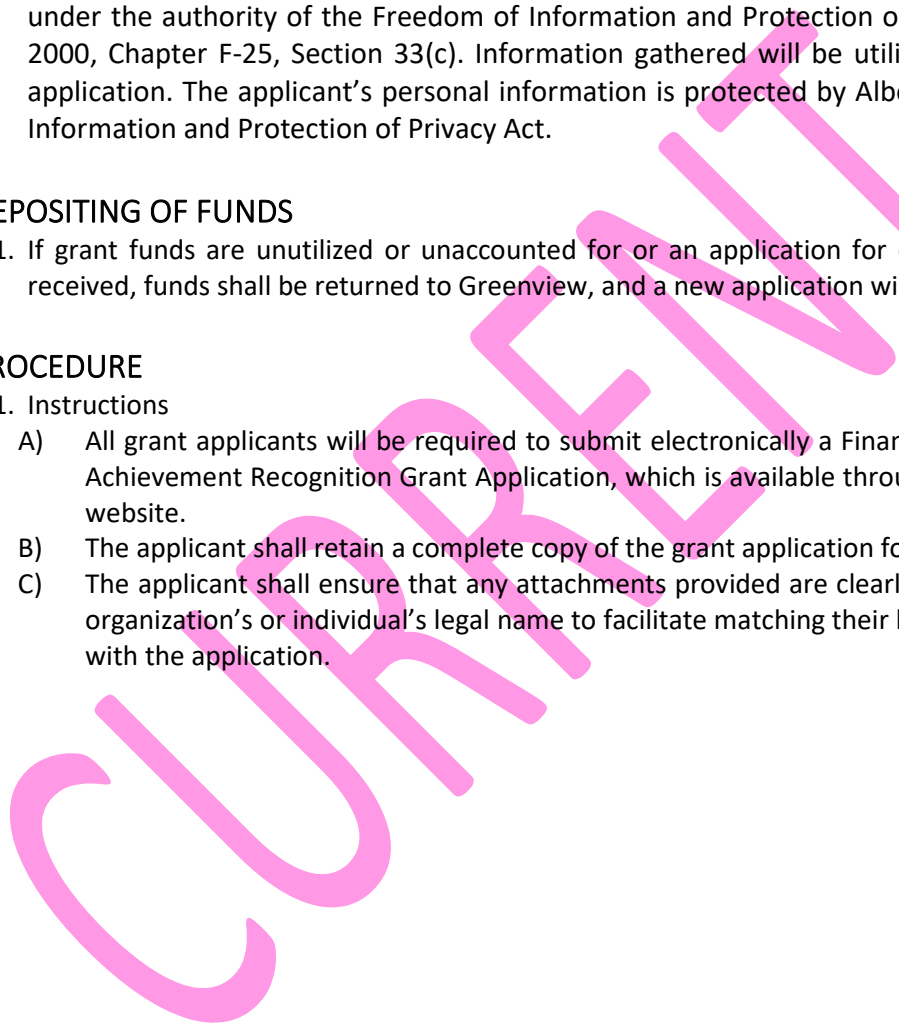 under the authority of the Freedom of Information and Protection o
2000, Chapter F-25, Section 33(c). Information gathered will be utili
application. The applicant's personal information is protected by Albe
Information and Protection of Privacy Act.
EPOSITING OF FUNDS
1. If grant funds are unutilized or unaccounted for or an application for
received, funds shall be returned to Greenview, and a new application wi
ROCEDURE
1. Instructions
A) All grant applicants will be required to submit electronically a Finan
Achievement Recognition Grant Application, which is available throu
website.
B) The applicant shall retain a complete copy of the grant application fo
C) The applicant shall ensure that any attachments provided are clearl
organization's or individual's legal name to facilitate matching their
with the application.
CURRENT